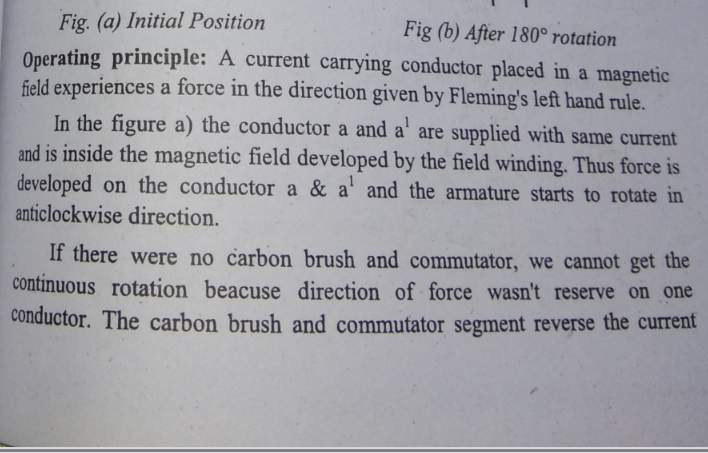 Fig. (a) Initial Position
Fig (b) After 180° rotation
Operating principle: A current carrying conductor placed in a magnetic
field experiences a force in the direction given by Fleming's left hand rule.
In the figure a) the conductor a and a¹ are supplied with same current
and is inside the magnetic field developed by the field winding. Thus force is
developed on the conductor a & a¹ and the armature starts to rotate in
anticlockwise direction.
If there were no carbon brush and commutator, we cannot get the
continuous rotation beacuse direction of force wasn't reserve on one
conductor. The carbon brush and commutator segment reverse the current